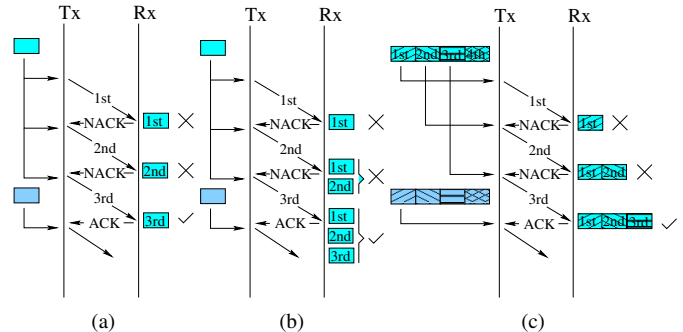 Tx Rx Tx Rx Tx Rx
1st 2nd 3rd 4th
1st 1st 1st
NACK 1st NACK 1st NACK 1st
2nd 2nd 2nd
NACK 2nd NACK 1st NACK 1st 2nd
2nd
3rd 3rd 3rd
ACK 3rd ACK 1st ACK 1st 2nd 3rd
2nd
3rd
(a) (b) (c)